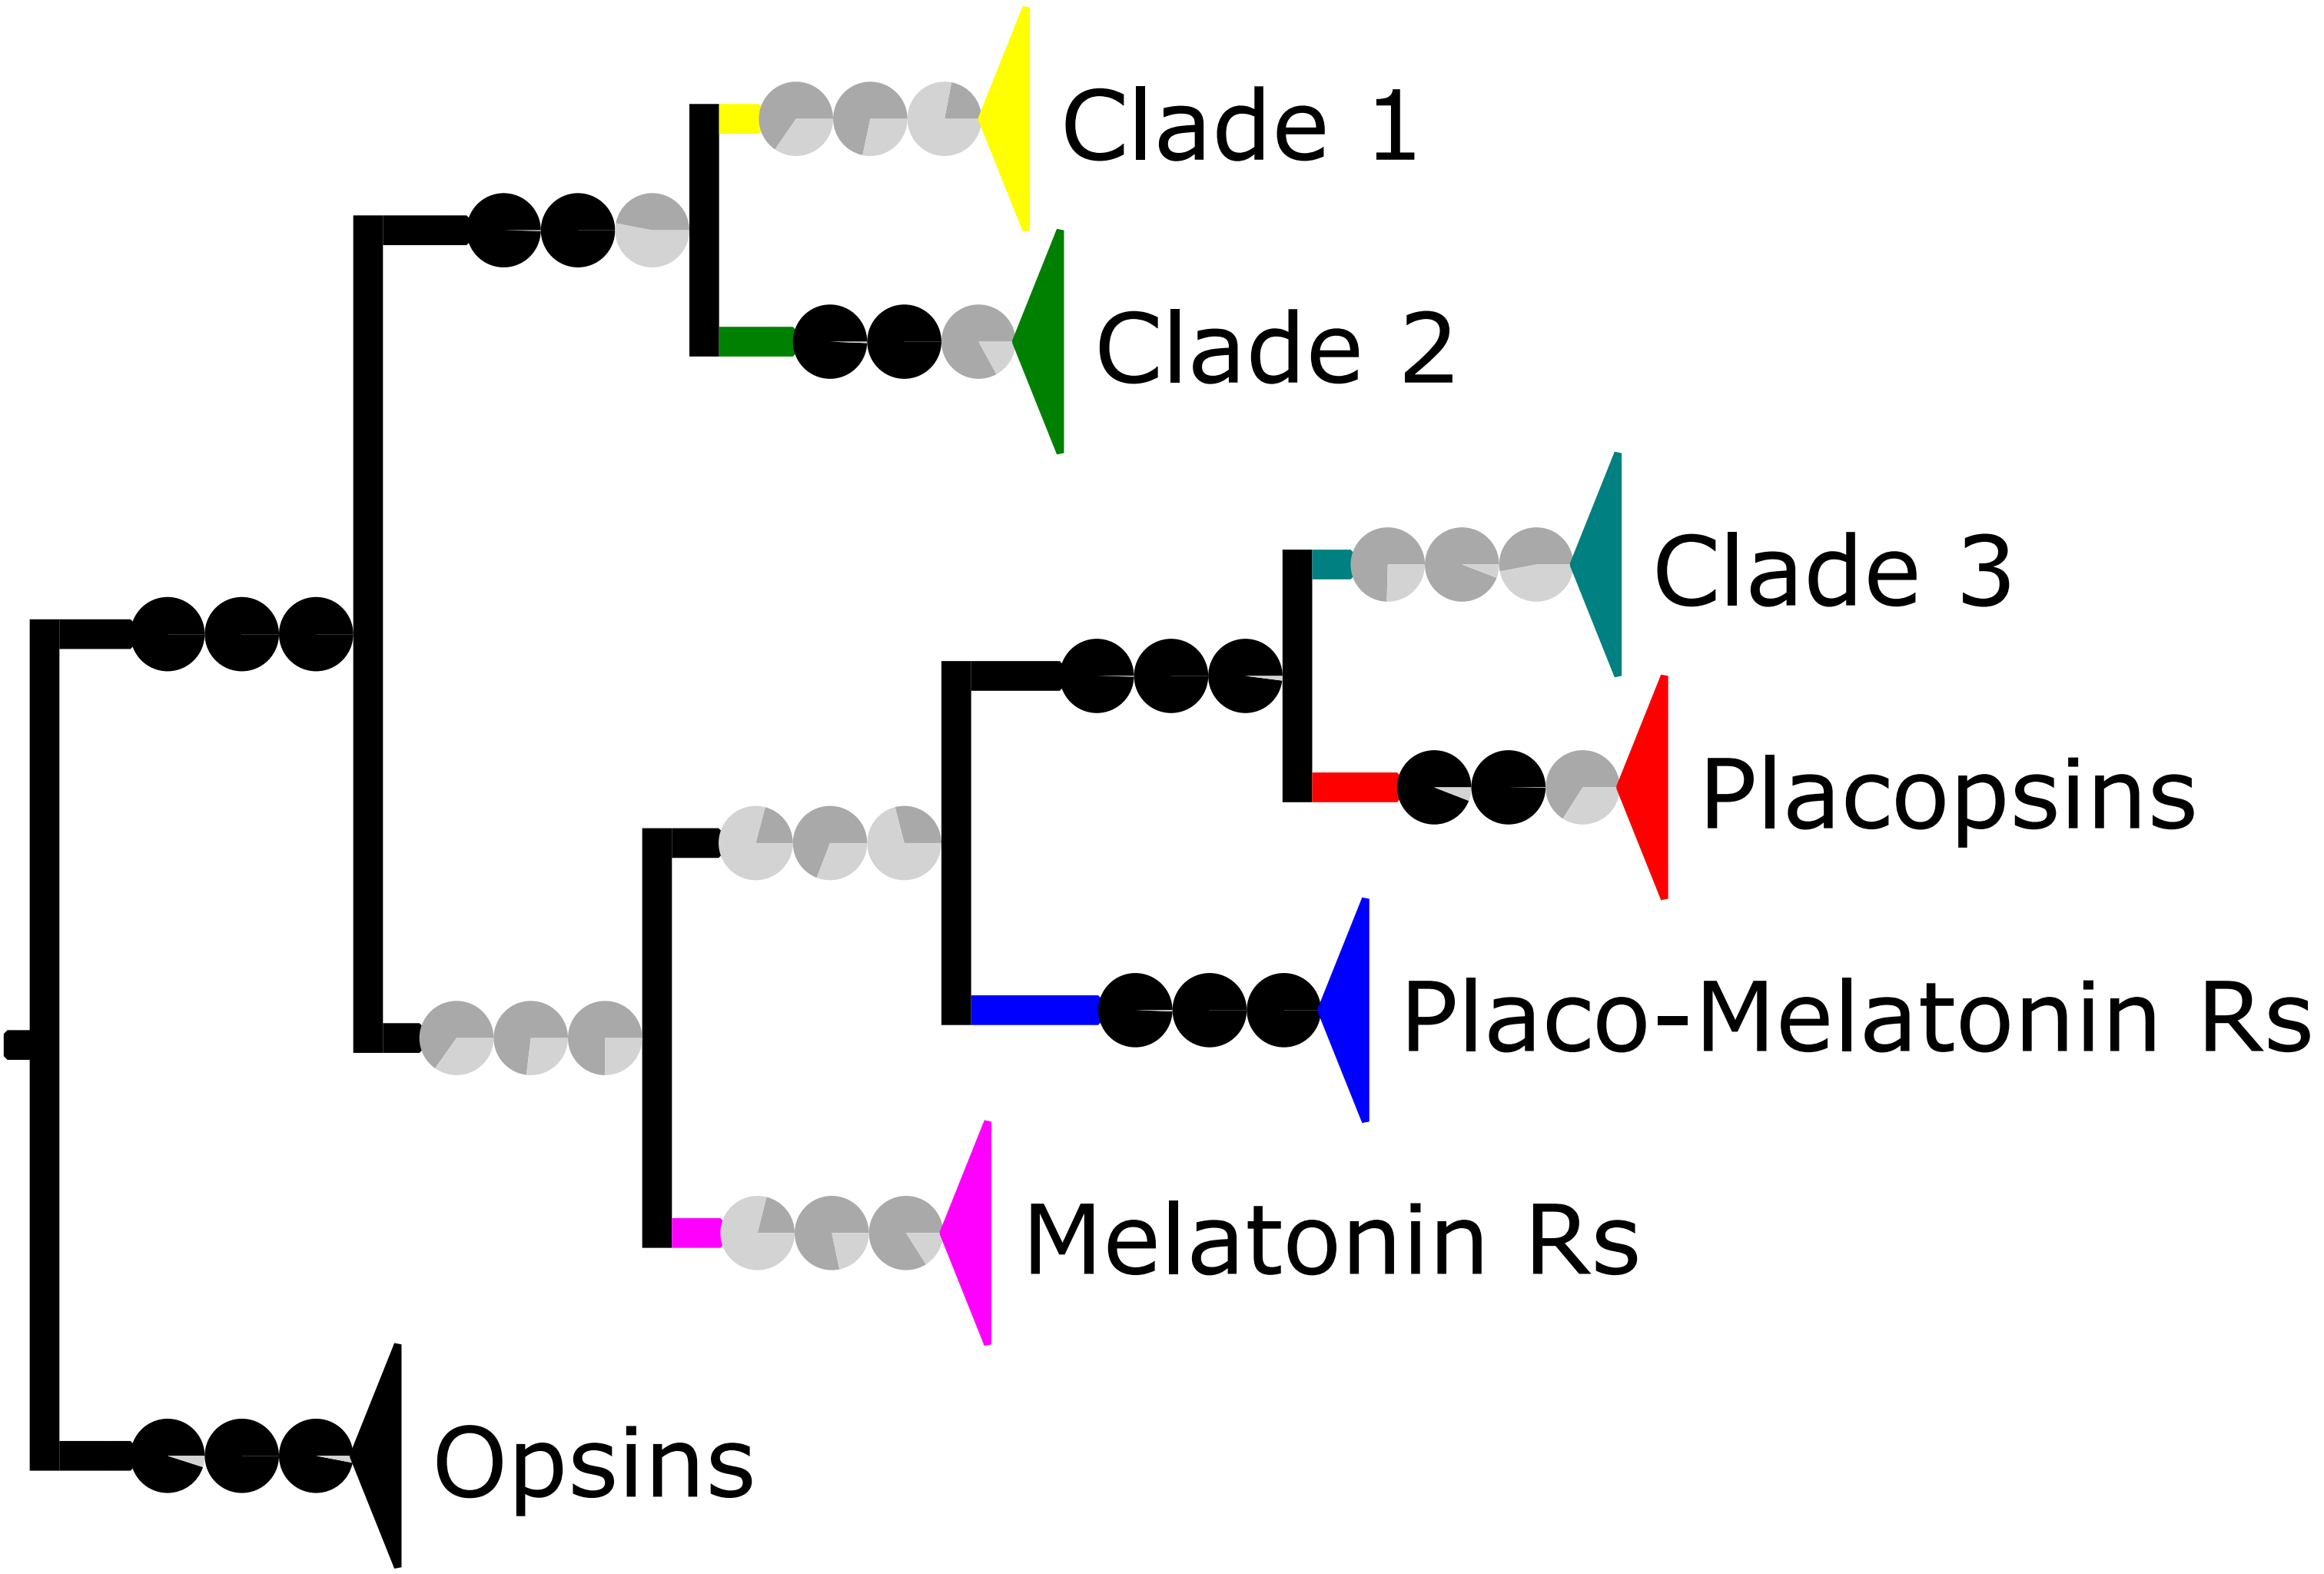 Clade 1
Clade 2
Clade 3
Placopsins
Placo-Melatonin Rs
Melatonin Rs
Opsins